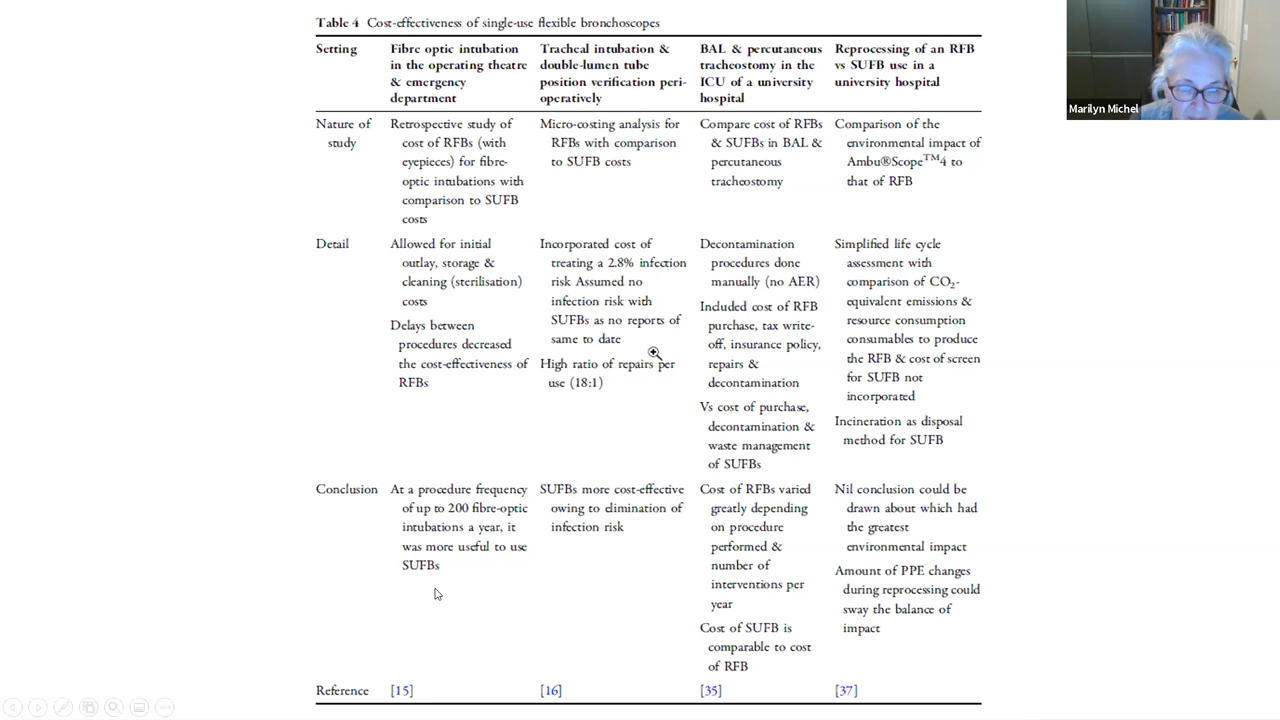 Table 4 Cost-effectiveness of single-use flexible bronchoscopes
Setting
Fibre optic intubation
in the operating theatre
& emergency
department
Tracheal intubation &
double-lumen tube
position verification peri-
operatively
BAL & percutaneous
tracheostomy in the
ICU of a university
hospital
Reprocessing of an RFB
vs SUFB use in a
university hospital
Nature of
study
Retrospective study of
cost of RFBs (with
eyepieces) for fibre-
optic intubations with
comparison to SUFB
costs
Micro-costing analysis for
RFBs with comparison
to SUFB costs
Compare cost of RFBs
& SUFBs in BAL &
percutaneous
tracheostomy
Comparison of the
environmental impact of
Ambu®Scope™4 to
that of RFB
Detail
Allowed for initial
outlay, storage &
cleaning (sterilisation)
costs
Delays between
procedures decreased
the cost-effectiveness of
RFBs
Incorporated cost of
treating a 2.8% infection
risk Assumed no
infection risk with
SUFBs as no reports of
same to date
High ratio of repairs per
use (18:1)
Decontamination
procedures done
manually (no AER)
Included cost of RFB
purchase, tax write-
off, insurance policy,
repairs &
decontamination
Vs cost of purchase,
decontamination &
waste management
of SUFBs
Simplified life cycle
assessment with
comparison of CO₂-
equivalent emissions &
resource consumption
consumables to produce
the RFB & cost of screen
for SUFB not
incorporated
Incineration as disposal
method for SUFB
Conclusion
At a procedure frequency
of up to 200 fibre-optic
intubations a year, it
was more useful to use
SUFBs
SUFBs more cost-effective
owing to elimination of
infection risk
Cost of RFBs varied
greatly depending
on procedure
performed &
number of
interventions per
year
Cost of SUFB is
comparable to cost
of RFB
Nil conclusion could be
drawn about which had
the greatest
environmental impact
Amount of PPE changes
during reprocessing could
sway the balance of
impact
Reference
[15]
[16]
[35]
[37]
Marilyn Michel